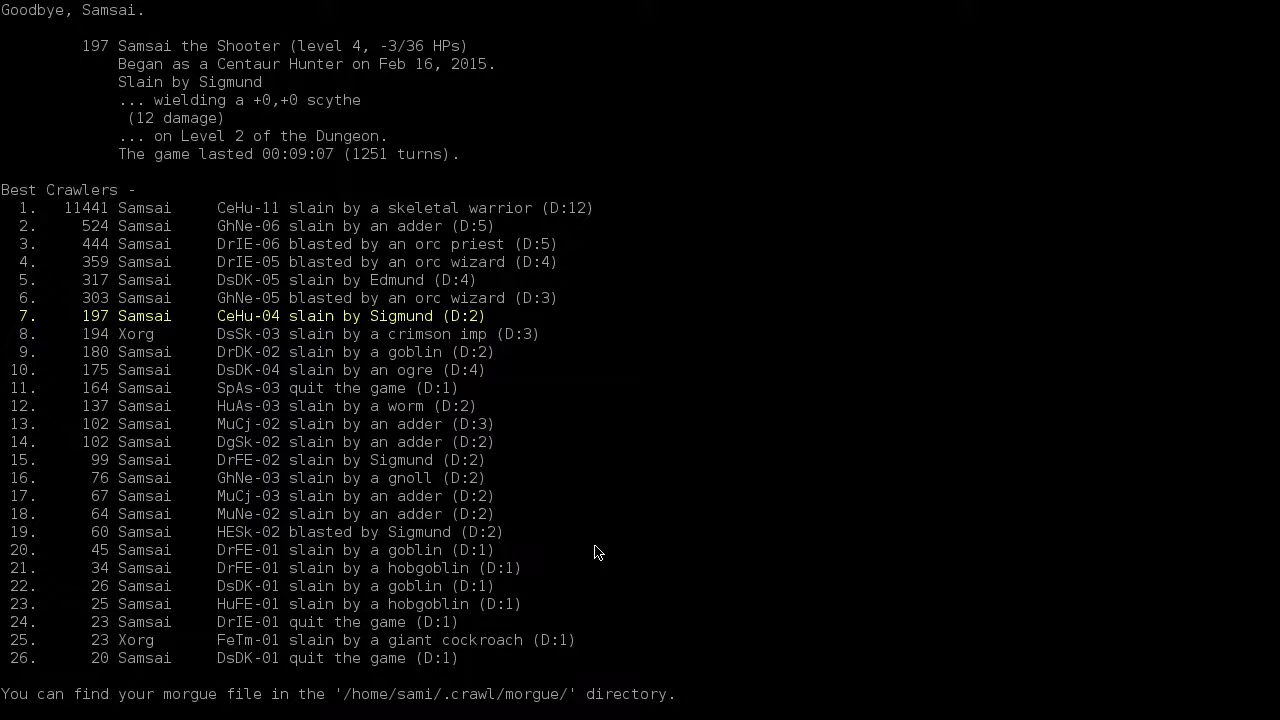 Goodbye, Samsai.
197 Samsai the Shooter (level 4, -3/36 HPs)
Began as a Centaur Hunter on Feb 16, 2015.
Slain by Sigmund
... wielding a +0,+0 scythe
(12 damage)
... on Level 2 of the Dungeon.
The game lasted 00:09:07 (1251 turns).
Best Crawlers -
1. 11441 Samsai CeHu-11 slain by a skeletal warrior (D:12)
2. 524 Samsai GhNe-06 slain by an adder (D:5)
3. 444 Samsai DrIE-06 blasted by an orc priest (D:5)
4. 359 Samsai DrIE-05 blasted by an orc wizard (D:4)
5. 317 Samsai DsDK-05 slain by Edmund (D:4)
6. 303 Samsai GhNe-05 blasted by an orc wizard (D:3)
7. 197 Samsai CeHu-04 slain by Sigmund (D:2)
8. 194 Xorg DsSk-03 slain by a crimson imp (D:3)
9. 180 Samsai DrDK-02 slain by a goblin (D:2)
10. 175 Samsai DsDK-04 slain by an ogre (D:4)
11. 164 Samsai SpAs-03 quit the game (D:1)
12. 137 Samsai HuAs-03 slain by a worm (D:2)
13. 102 Samsai MuCj-02 slain by an adder (D:3)
14. 102 Samsai DgSk-02 slain by an adder (D:2)
15. 99 Samsai DrFE-02 slain by Sigmund (D:2)
16. 76 Samsai GhNe-03 slain by a gnoll (D:2)
17. 67 Samsai MuCj-03 slain by an adder (D:2)
18. 64 Samsai MuNe-02 slain by an adder (D:2)
19. 60 Samsai HESk-02 blasted by Sigmund (D:2)
20. 45 Samsai DrFE-01 slain by a goblin (D:1)
21. 34 Samsai DrFE-01 slain by a hobgoblin (D:1)
22. 26 Samsai DsDK-01 slain by a goblin (D:1)
23. 25 Samsai HuFE-01 slain by a hobgoblin (D:1)
24. 23 Samsai DrIE-01 quit the game (D:1)
25. 23 Xorg FeTm-01 slain by a giant cockroach (D:1)
26. 20 Samsai DsDK-01 quit the game (D:1)
You can find your morgue file in the '/home/sami/.crawl/morgue/' directory.